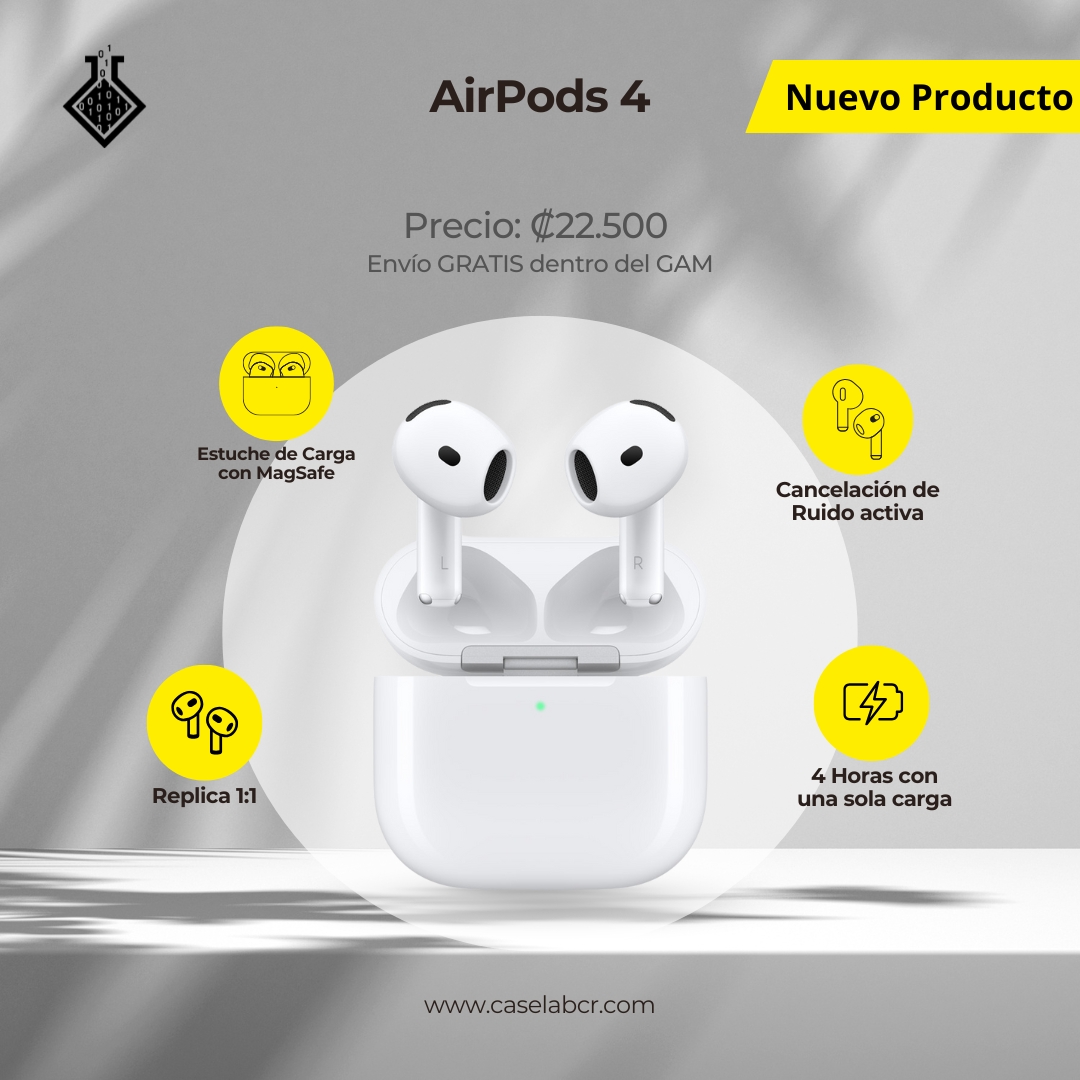 AirPods 4
Nuevo Producto
Precio: ₡22.500
Envío GRATIS dentro del GAM
Estuche de Carga
con MagSafe
Cancelación de
Ruido activa
L
R
Replica 1:1
4 Horas con
una sola carga
www.caselabcr.com